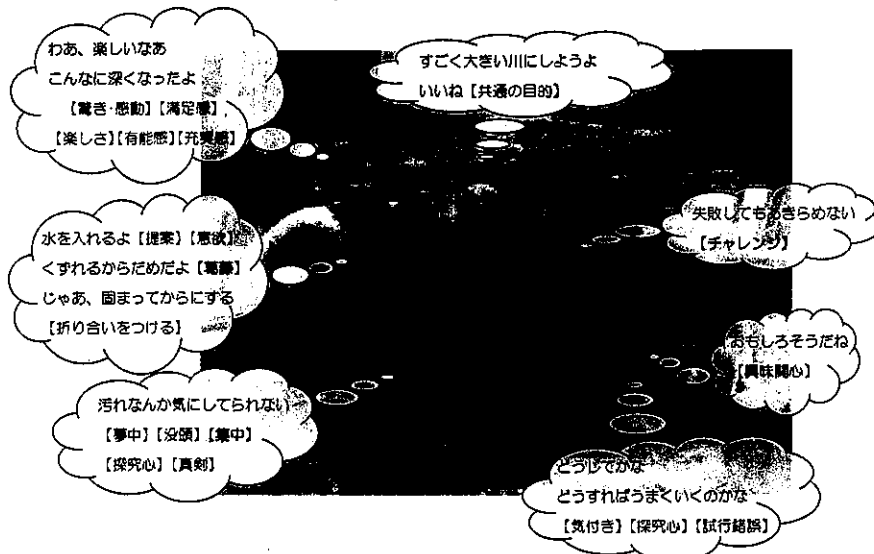 わあ、楽しいなあ
こんなに深くなったよ
【驚き・感動】【満足感】
【楽しさ】【有能感】【充実感】
すごく大きい川にしようよ
いいね【共通の目的】
水を入れるよ【提案】【意欲】
くずれるからだめだよ【葛藤】
じゃあ、固まってからにする
【折り合いをつける】
失敗してもあきらめない
【チャレンジ】
おもしろそうだね
【興味関心】
汚れなんか気にしてられない
【夢中】【没頭】【集中】
【探究心】【真剣】
どうしてかな
どうすればうまくいくのかな
【気付き】【探究心】【試行錯誤】